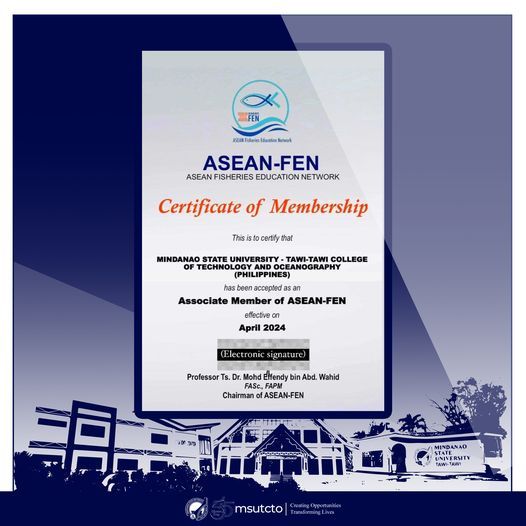 FEN
ASEAN Fisheries Education Network
ASEAN-FEN
ASEAN FISHERIES EDUCATION NETWORK
Certificate of Membership
This is to certify that
MINDANAO STATE UNIVERSITY - TAWI-TAWI COLLEGE
OF TECHNOLOGY AND OCEANOGRAPHY
(PHILIPPINES)
has been accepted as an
Associate Member of ASEAN-FEN
effective on
April 2024
(Electronic signature)
Professor Ts. Dr. Mohd Effendy bin Abd. Wahid
FASc., FAPM
Chairman of ASEAN-FEN
MINDANAO
STATE
UNIVERSITY
TAWI-TAWI
msutcto
Creating Opportunities
Transforming Lives